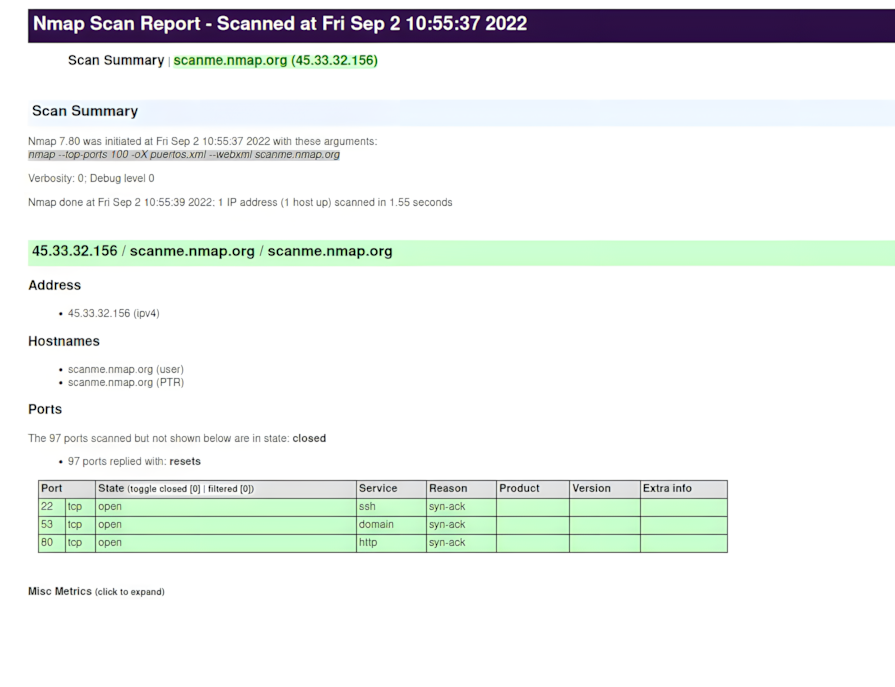 Nmap Scan Report - Scanned at Fri Sep 2 10:55:37 2022
Scan Summary | scanme.nmap.org (45.33.32.156)
Scan Summary
Nmap 7.80 was initiated at Fri Sep 2 10:55:37 2022 with these arguments:
nmap --top-ports 100 -oX puertos.xml --webxml scanme.nmap.org
Verbosity: 0; Debug level 0
Nmap done at Fri Sep 2 10:55:39 2022; 1 IP address (1 host up) scanned in 1.55 seconds
45.33.32.156 / scanme.nmap.org / scanme.nmap.org
Address
• 45.33.32.156 (ipv4)
Hostnames
• scanme.nmap.org (user)
• scanme.nmap.org (PTR)
Ports
The 97 ports scanned but not shown below are in state: closed
• 97 ports replied with: resets
Port State (toggle closed [0] | filtered [0]) Service Reason Product Version Extra info
22 tcp open ssh syn-ack
53 tcp open domain syn-ack
80 tcp open http syn-ack
Misc Metrics (click to expand)